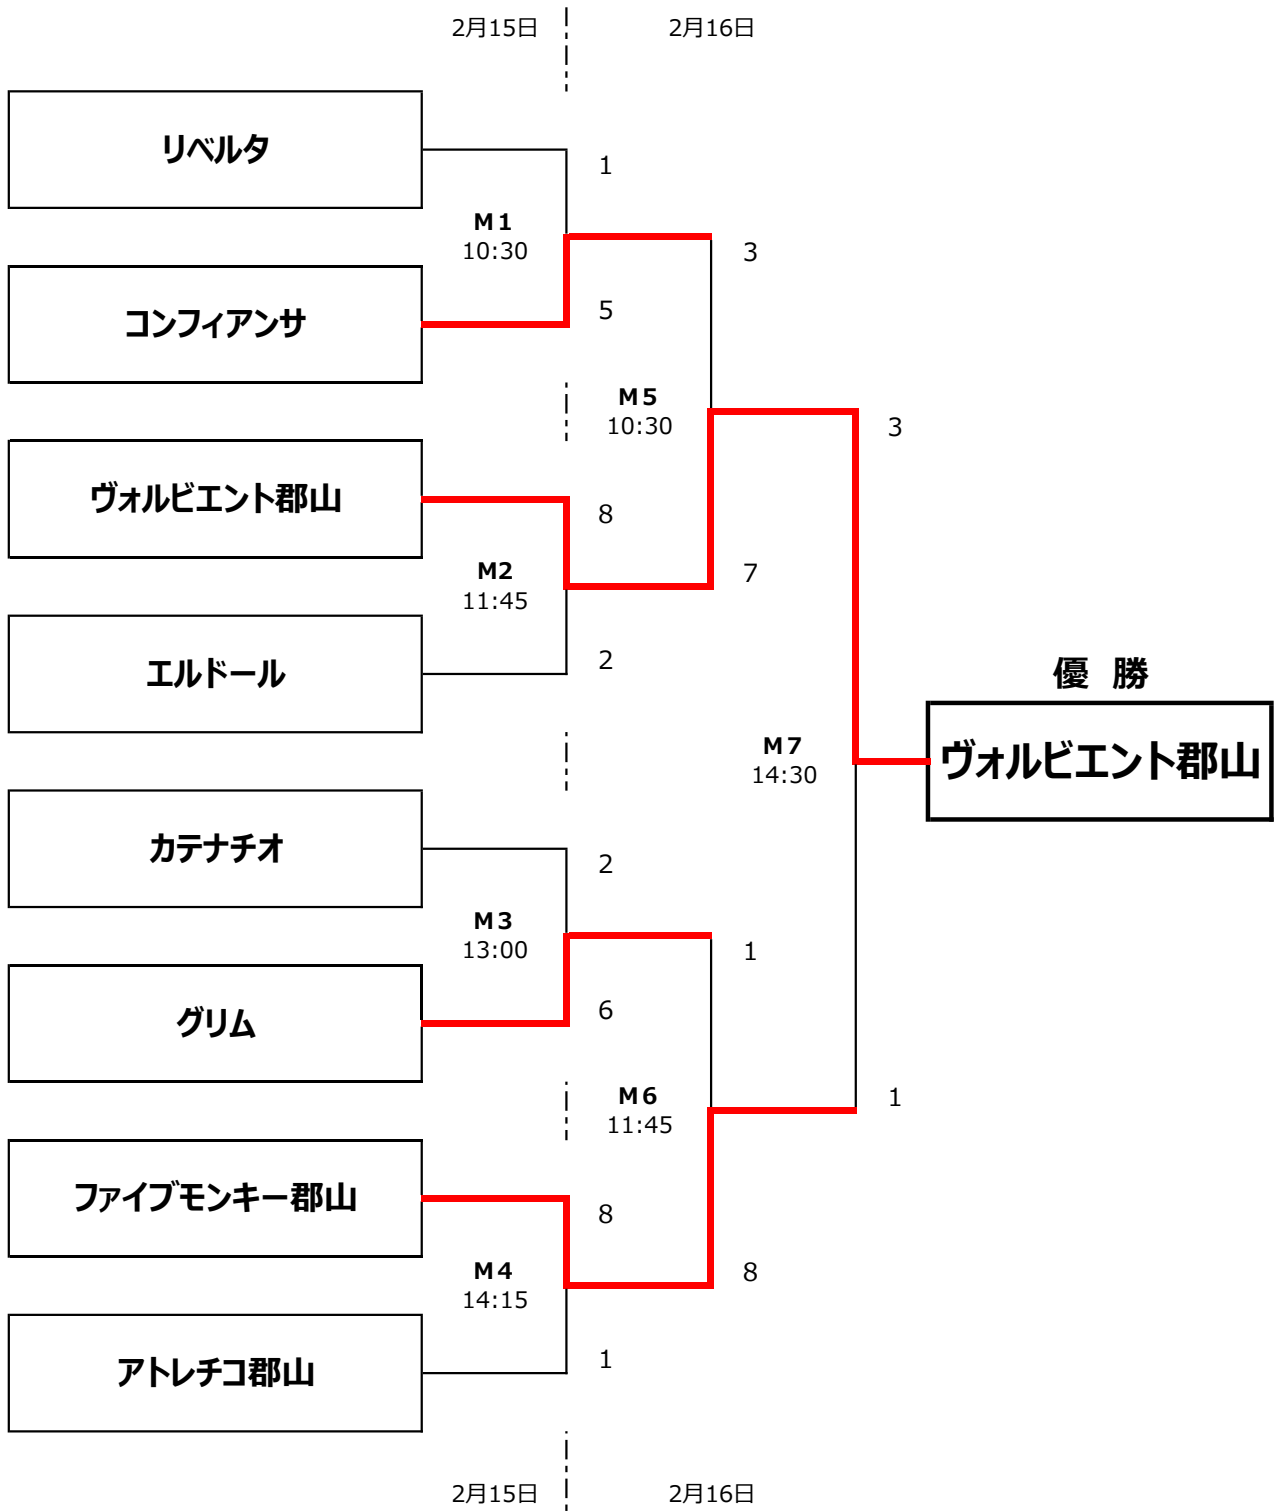 2月15日
2月16日
リベルタ
1
M1
10:30
3
コンフィアンサ
5
M5
10:30
3
ヴォルビエント郡山
8
M2
11:45
7
エルドール
2
優 勝
M7
14:30
ヴォルビエント郡山
カテナチオ
2
M3
13:00
1
グリム
6
M6
11:45
1
ファイブモンキー郡山
8
M4
14:15
8
アトレチコ郡山
1
2月15日
2月16日